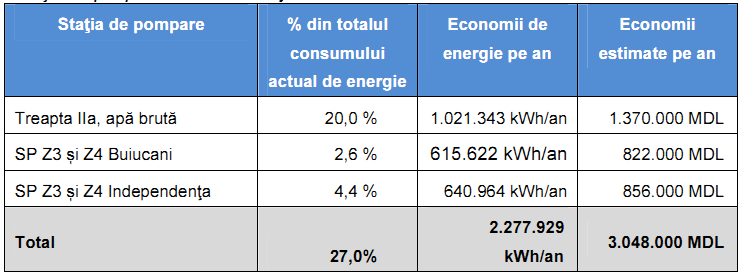 Staţia de pompare % din totalul consumului actual de energie Economii de energie pe an Economii estimate pe an
Treapta IIa, apă brută 20,0 % 1.021.343 kWh/an 1.370.000 MDL
SP Z3 și Z4 Buiucani 2,6 % 615.622 kWh/an 822.000 MDL
SP Z3 și Z4 Independenţa 4,4 % 640.964 kWh/an 856.000 MDL
Total 27,0% 2.277.929 kWh/an 3.048.000 MDL